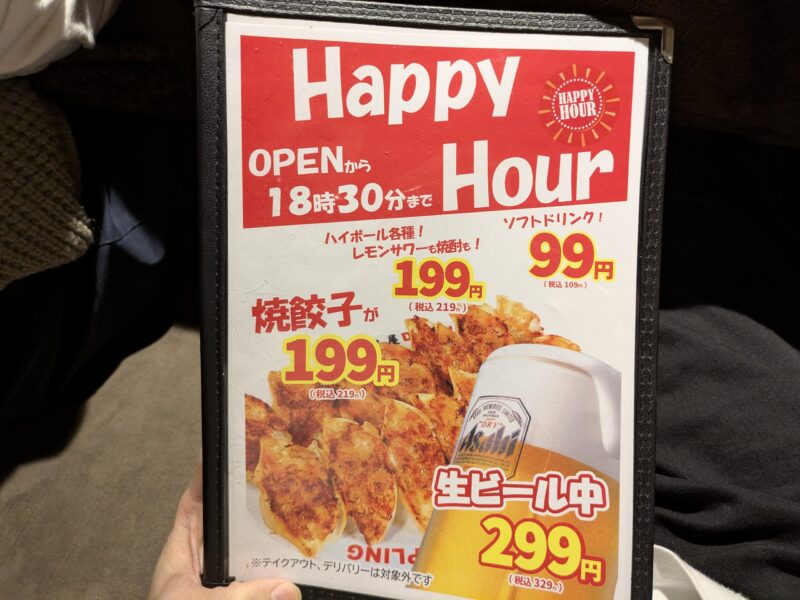 Happy
Hour
HAPPY
HOUR
OPENから
18時30分まで
ハイボール各種！
レモンサワーも焼酎も！
199円
(税込219円)
ソフトドリンク！
99円
(税込109円)
焼餃子が
199円
(税込219円)
"DRY"
Asahi
生ビール中
299円
(税込329円)
PLING
※テイクアウト、デリバリーは対象外です